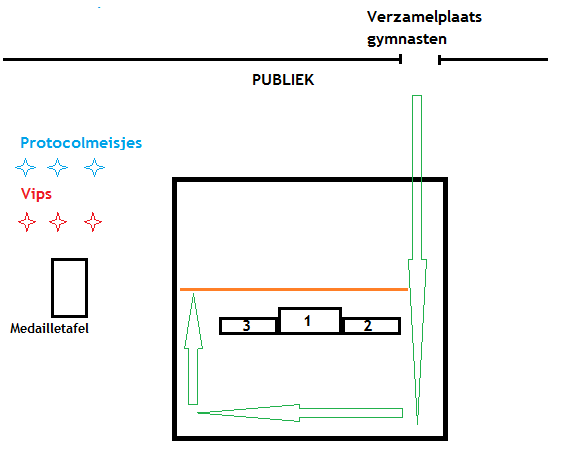 Verzamelplaats
gymnasten
PUBLIEK
Protocolmeisjes
Vips
Medailletafel
3
1
2